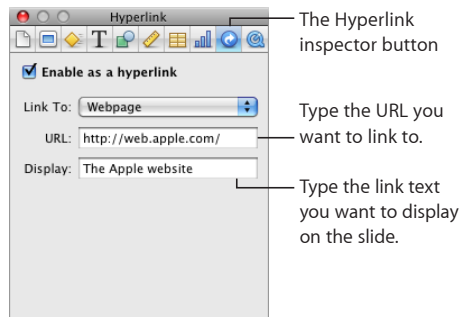 Hyperlink
T
Enable as a hyperlink
Link To: Webpage
URL: http://web.apple.com/
Display: The Apple website
The Hyperlink
inspector button
Type the URL you
want to link to.
Type the link text
you want to display
on the slide.